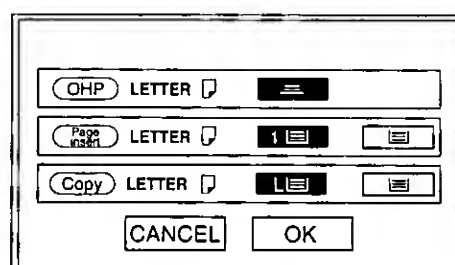 OHP LETTER
Page insert LETTER 1
Copy LETTER L
CANCEL OK